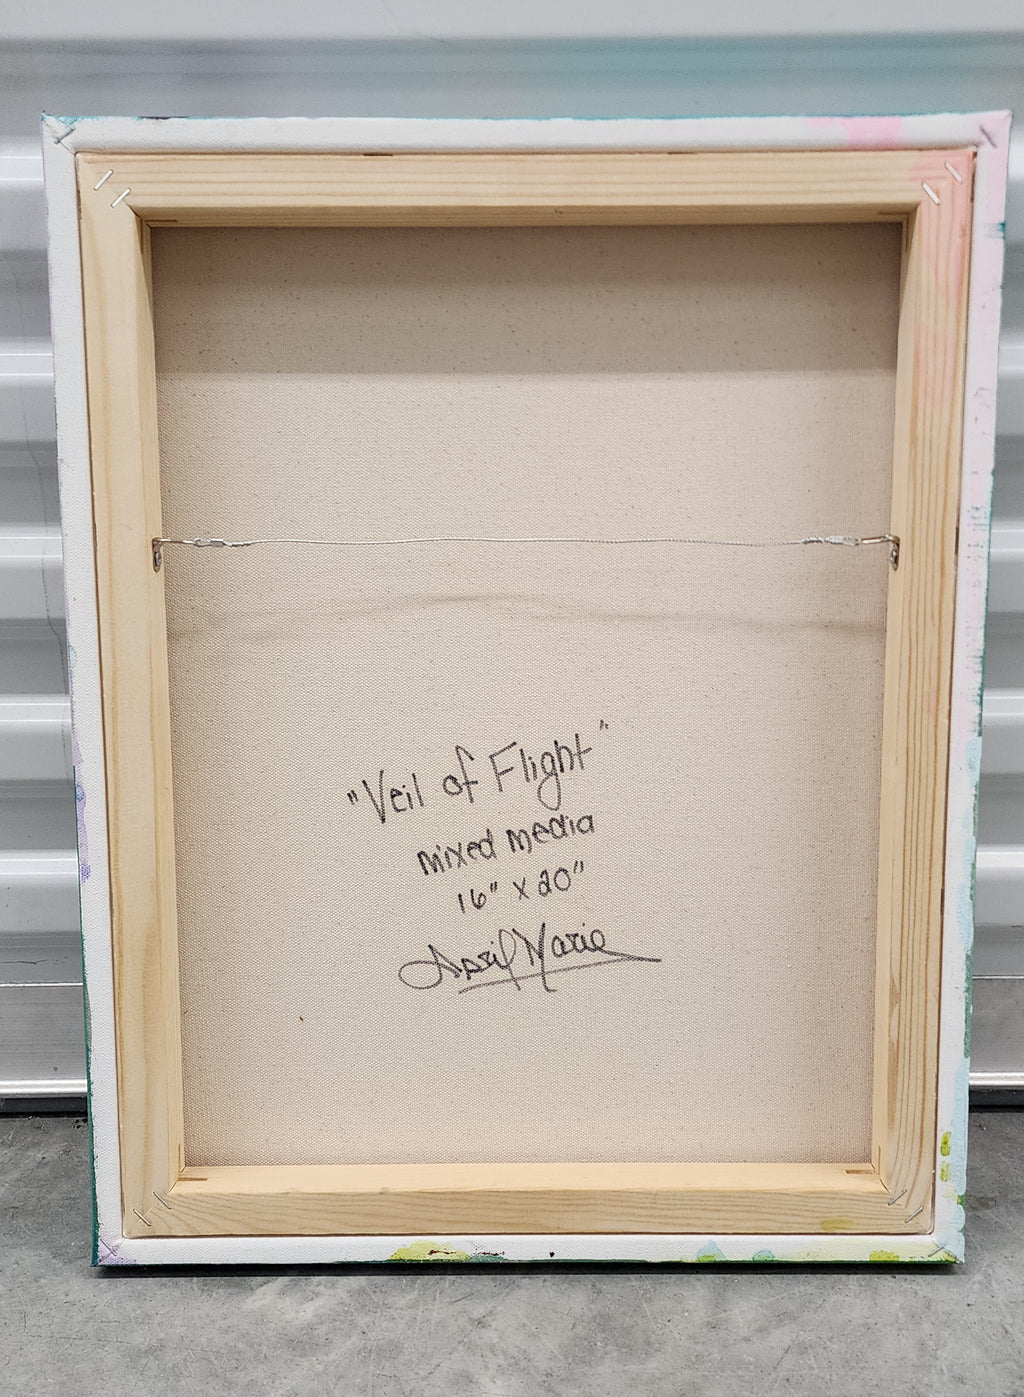 "Veil of Flight"
mixed media
16" x 20"
April Marie